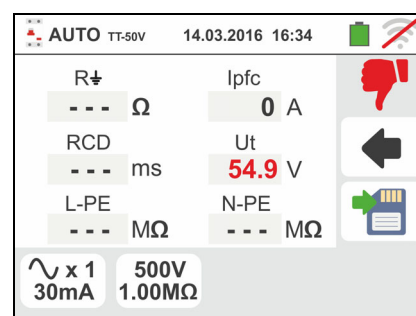 AUTO TT-50V 14.03.2016 16:34
R⏚ Ipfc
- - - Ω 0 A
RCD Ut
- - - ms 54.9 V
L-PE N-PE
- - - MΩ - - - MΩ
∿ x 1 500V
30mA 1.00MΩ